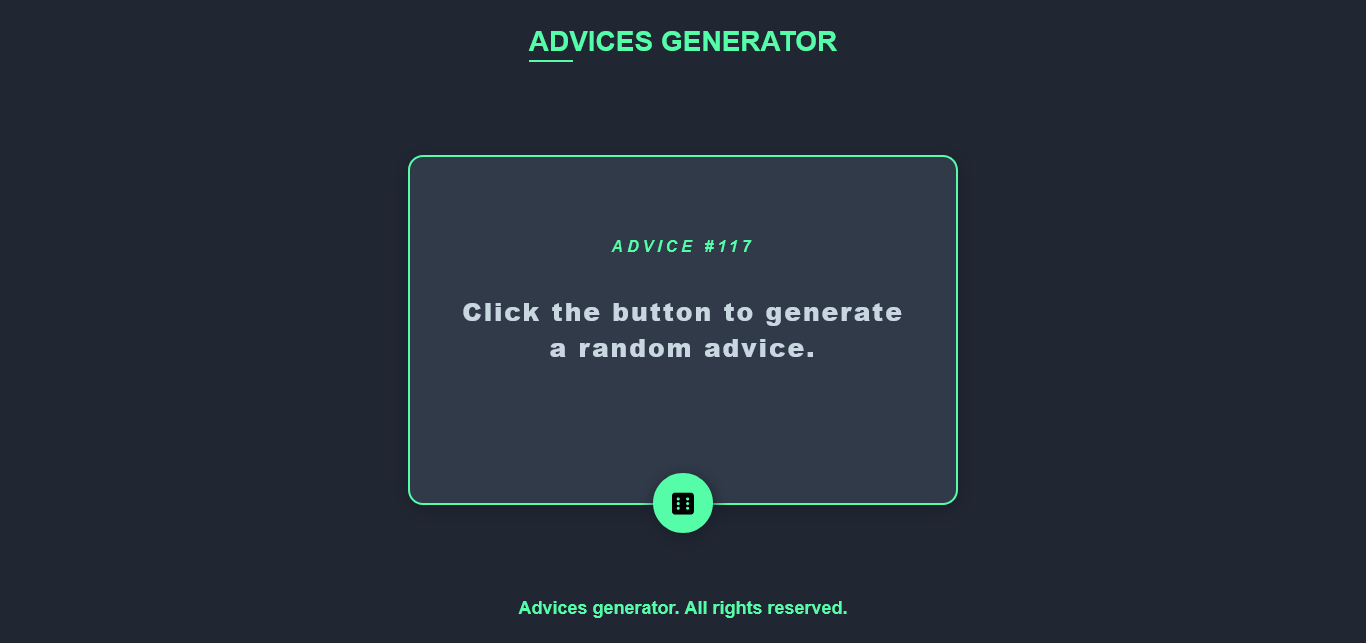 ADVICES GENERATOR
ADVICE #117
Click the button to generate
a random advice.
Advices generator. All rights reserved.